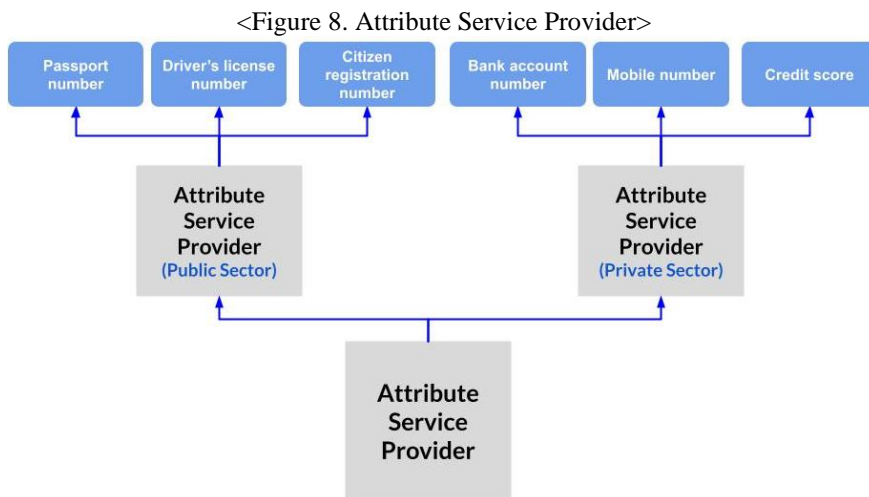 <Figure 8. Attribute Service Provider>
Passport
number
Driver's license
number
Citizen
registration
number
Bank account
number
Mobile number
Credit score
Attribute
Service
Provider
(Public Sector)
Attribute
Service
Provider
(Private Sector)
Attribute
Service
Provider